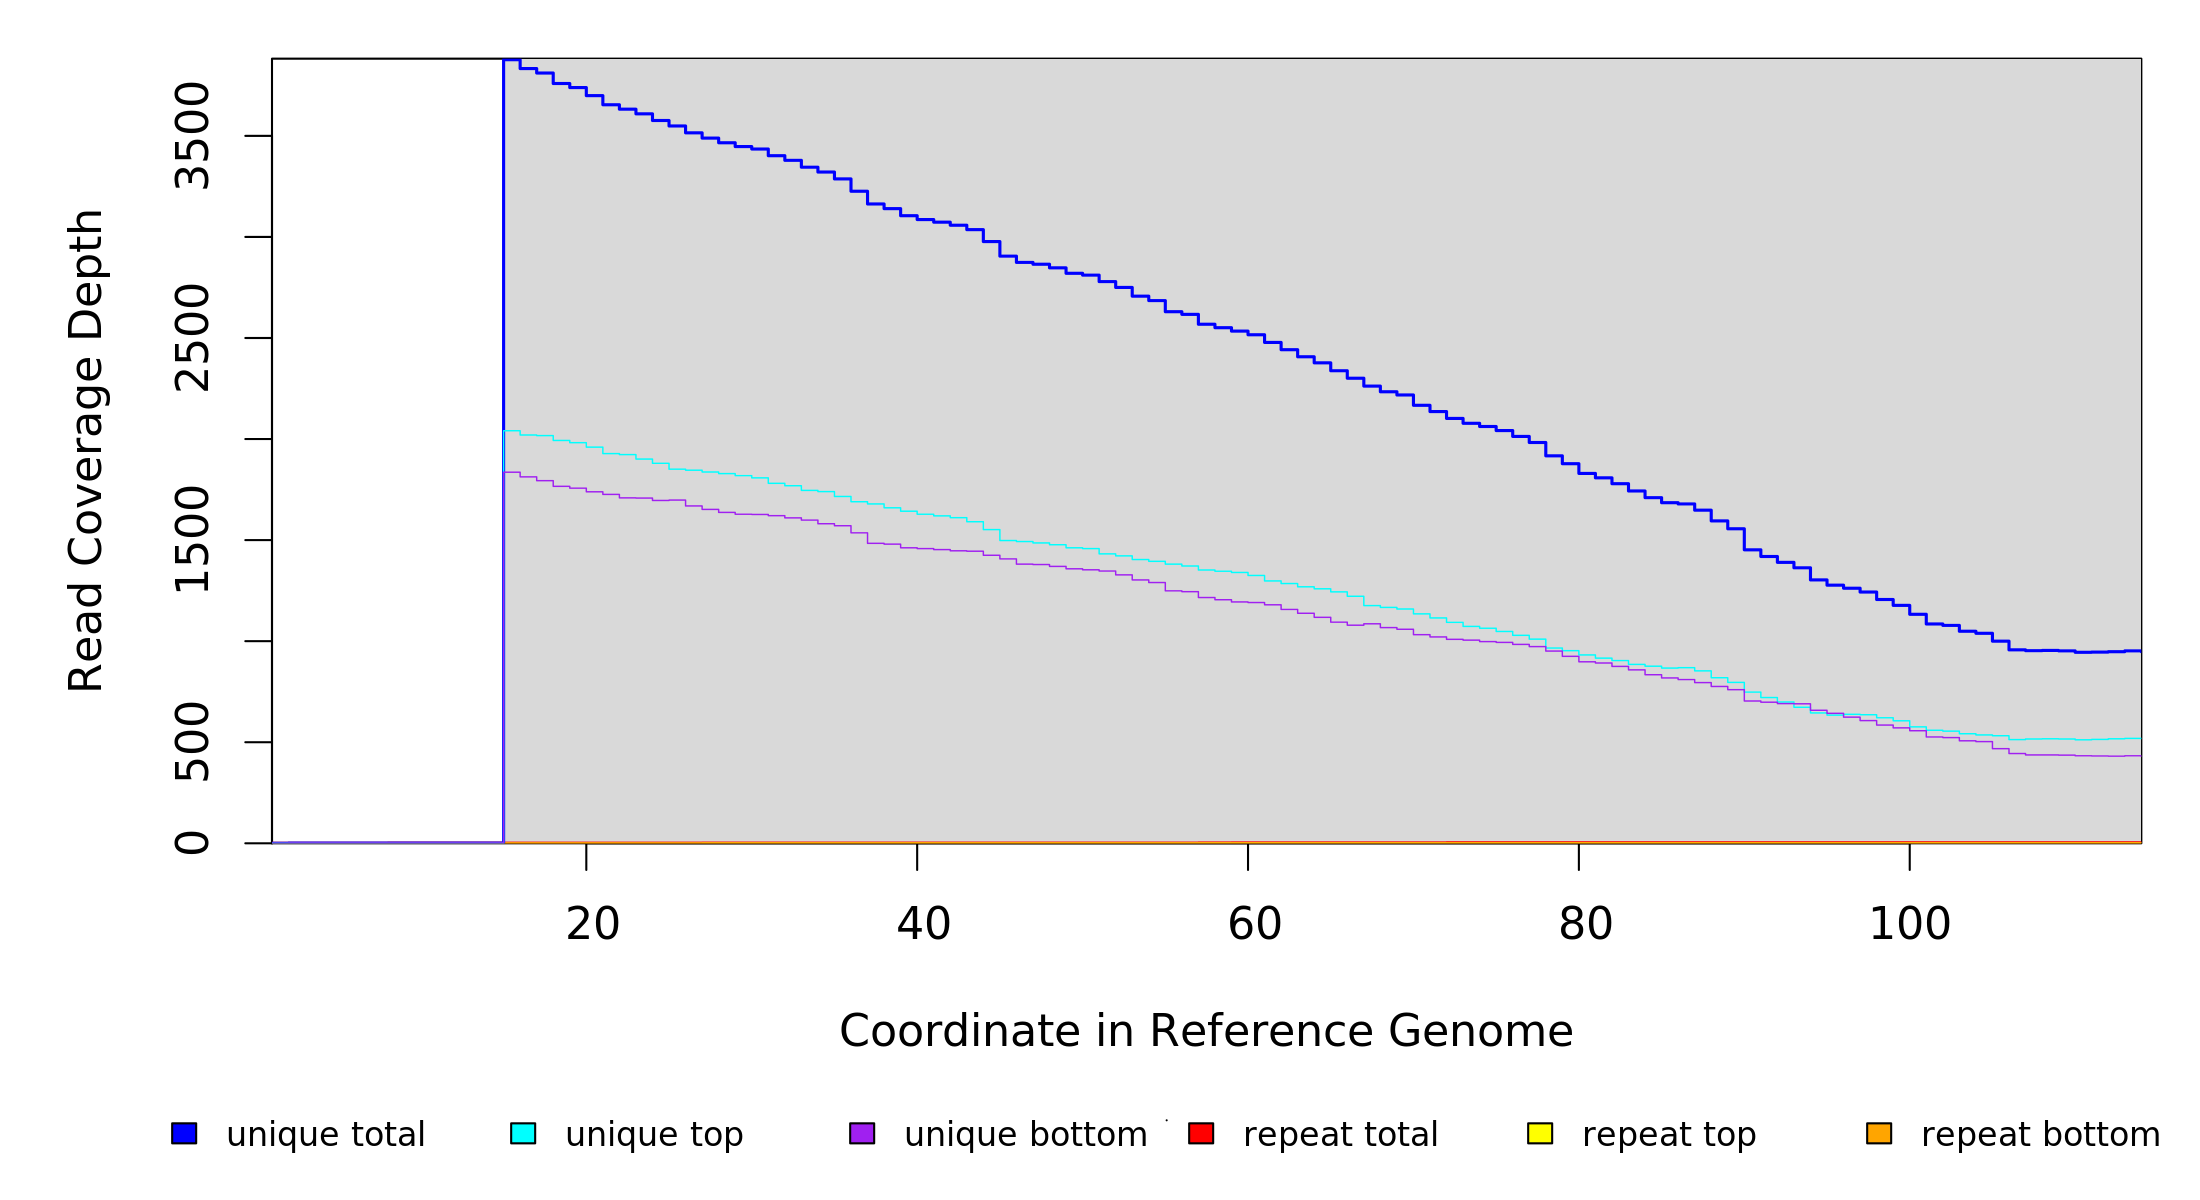 Read Coverage Depth
3500
2500
1500
500
0
20 40 60 80 100
Coordinate in Reference Genome
unique total unique top unique bottom repeat total repeat top repeat bottom